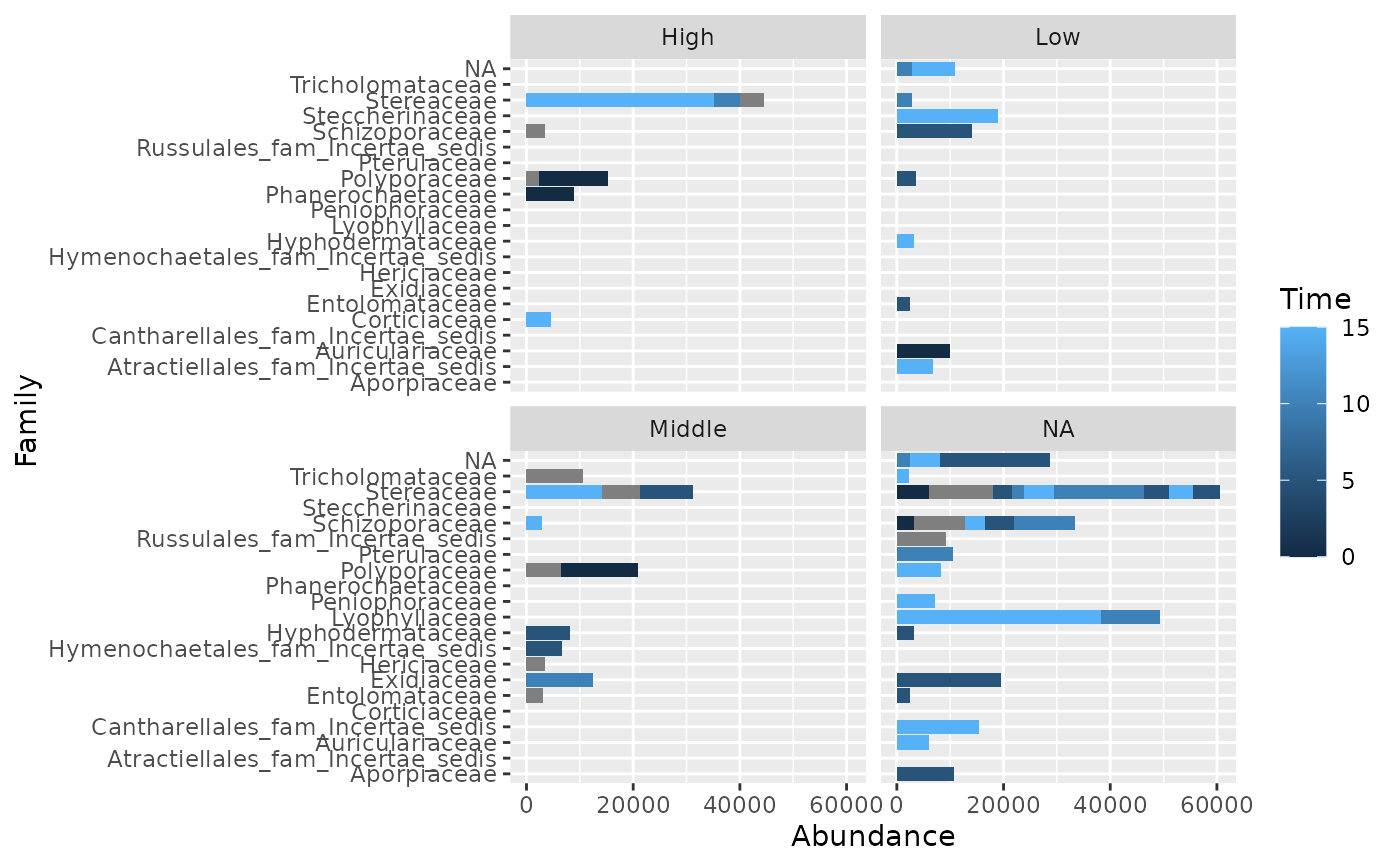 High
Low
NA
Tricholomataceae
Stereaceae
Steccherinaceae
Schizoporaceae
Russulales_fam_Incertae_sedis
Pterulaceae
Polyporaceae
Phanerochaetaceae
Peniophoraceae
Lyophyllaceae
Hyphodermataceae
Hymenochaetales_fam_Incertae_sedis
Hericiaceae
Exidiaceae
Entolomataceae
Corticiaceae
Cantharellales_fam_Incertae_sedis
Auriculariaceae
Atractiellales_fam_Incertae_sedis
Aporpiaceae
Middle
NA
NA
Tricholomataceae
Stereaceae
Steccherinaceae
Schizoporaceae
Russulales_fam_Incertae_sedis
Pterulaceae
Polyporaceae
Phanerochaetaceae
Peniophoraceae
Lyophyllaceae
Hyphodermataceae
Hymenochaetales_fam_Incertae_sedis
Hericiaceae
Exidiaceae
Entolomataceae
Corticiaceae
Cantharellales_fam_Incertae_sedis
Auriculariaceae
Atractiellales_fam_Incertae_sedis
Aporpiaceae
0 20000 40000 60000
0 20000 40000 60000
Abundance
Family
Time
15
10
5
0